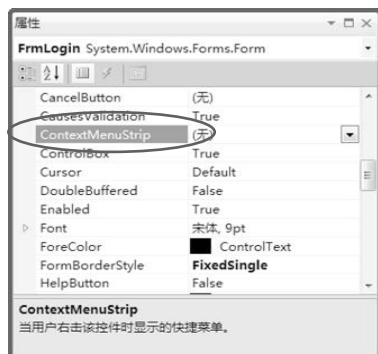 属性
FrmLogin System.Windows.Forms.Form
CancelButton (无)
CausesValidation True
ContextMenuStrip (无)
ControlBox True
Cursor Default
DoubleBuffered False
Enabled True
Font 宋体, 9pt
ForeColor ControlText
FormBorderStyle FixedSingle
HelpButton False
ContextMenuStrip
当用户右击该控件时显示的快捷菜单。